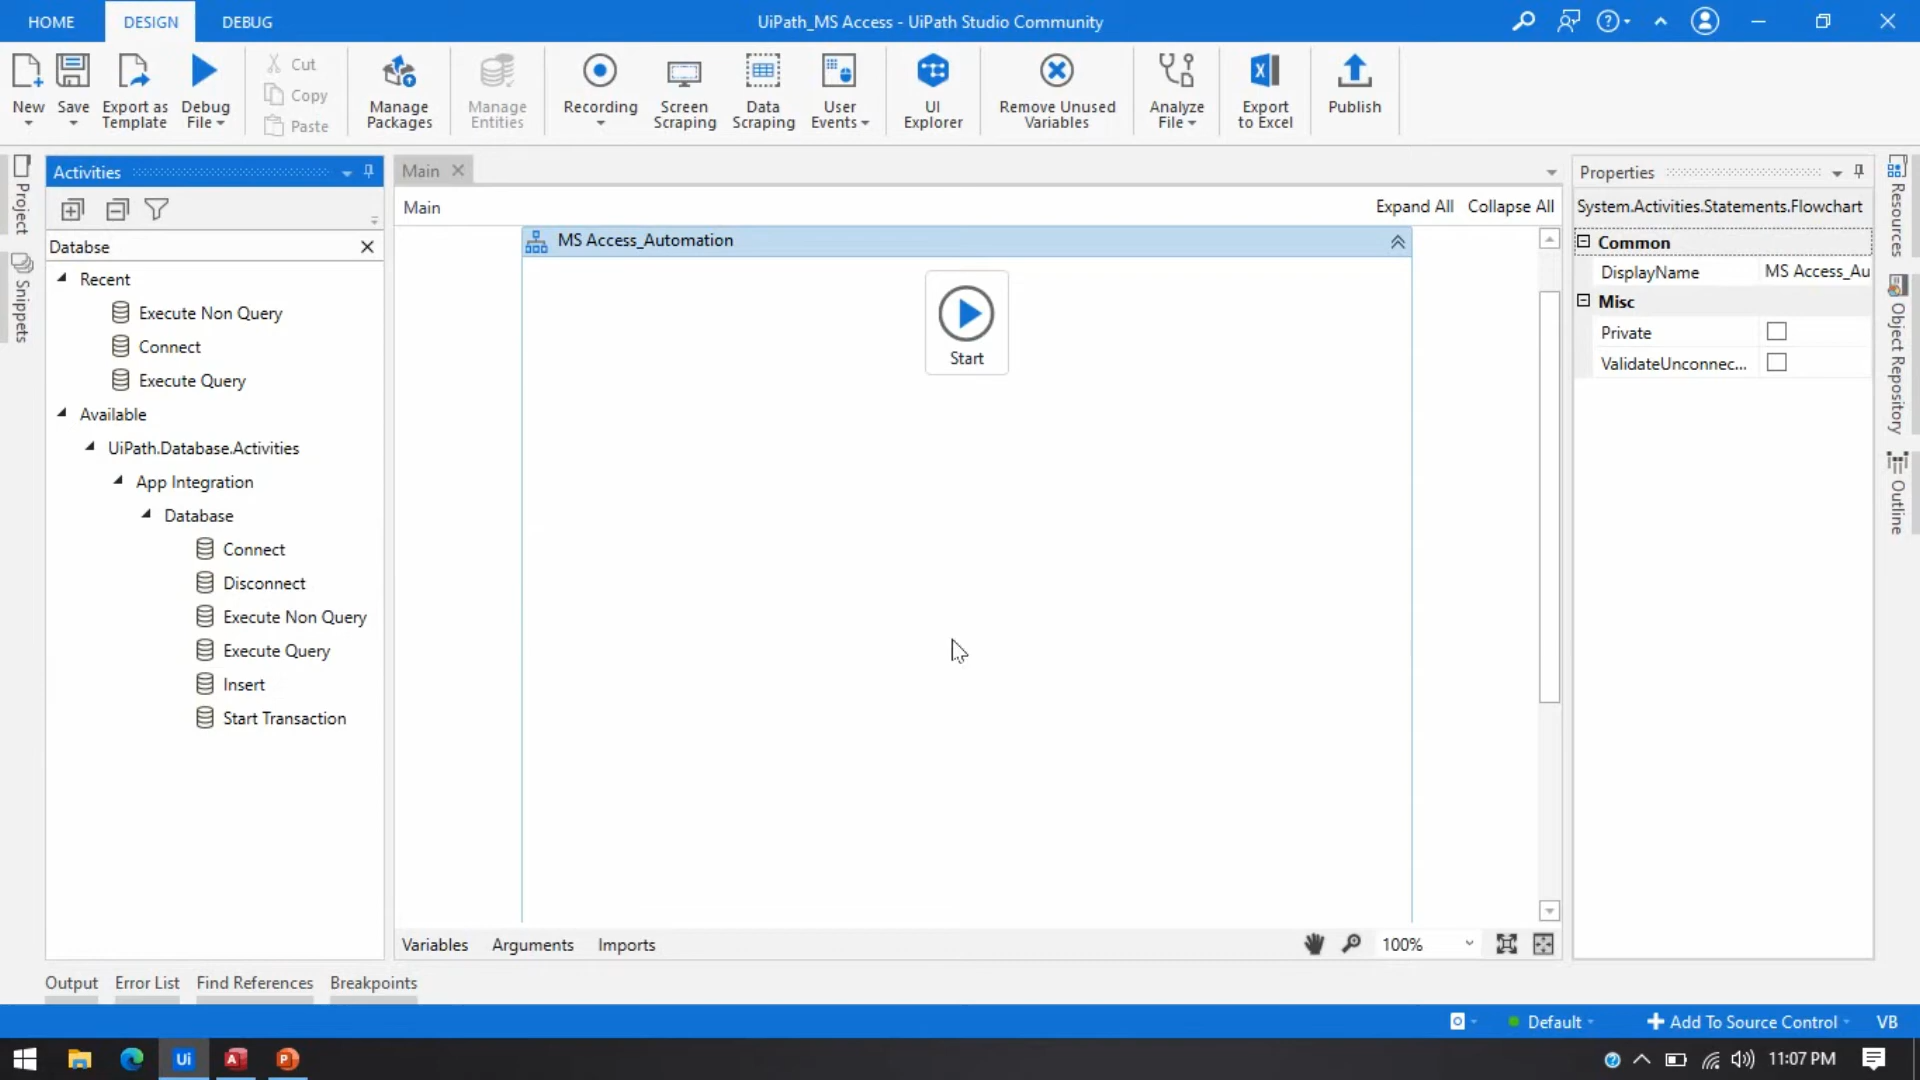 HOME DESIGN DEBUG UiPath_MS Access - UiPath Studio Community
New Save Export as Template Debug File Cut Copy Paste Manage Packages Manage Entities Recording Screen Scraping Data Scraping User Events UI Explorer Remove Unused Variables Analyze File Export to Excel Publish
Project
Snippets
Activities
Databse
Recent
Execute Non Query
Connect
Execute Query
Available
UiPath.Database.Activities
App Integration
Database
Connect
Disconnect
Execute Non Query
Execute Query
Insert
Start Transaction
Main
Main Expand All Collapse All
MS Access_Automation
Start
Variables Arguments Imports 100%
Properties
System.Activities.Statements.Flowchart
Common
DisplayName MS Access_Au
Misc
Private
ValidateUnconnec...
Resources
Object Repository
Outline
Output Error List Find References Breakpoints
Default Add To Source Control VB
Ui A P 11:07 PM